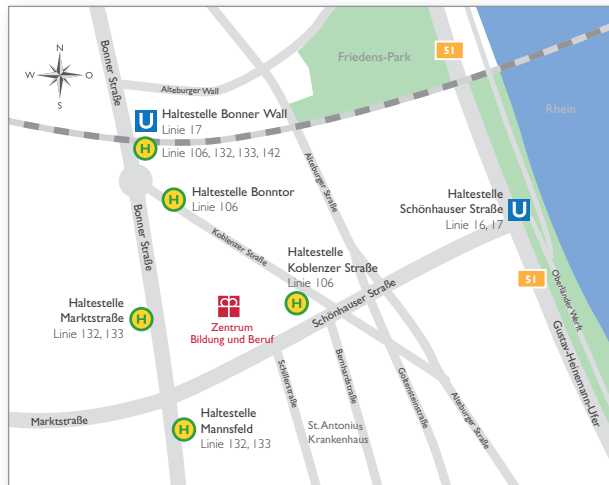 N
W O
S
Bonner Straße
Alteburger Wall
Friedens-Park
51
Rhein
U
Haltestelle Bonner Wall
Linie 17
H
Linie 106, 132, 133, 142
Alteburger Straße
H
Haltestelle Bonntor
Linie 106
Haltestelle
Schönhauser Straße
U
Linie 16, 17
Bonner Straße
Koblenzer Straße
Haltestelle
Koblenzer Straße
Linie 106
H
51
Oberländer Werft
Haltestelle
Marktstraße
Linie 132, 133
H
cp
Zentrum
Bildung und Beruf
Schönhauser Straße
Gustav-Heinemann-Ufer
Schillerstraße
Bernhardstraße
Goltsteinstraße
Alteburger Straße
Marktstraße
H
Haltestelle
Mannsfeld
Linie 132, 133
St. Antonius
Krankenhaus